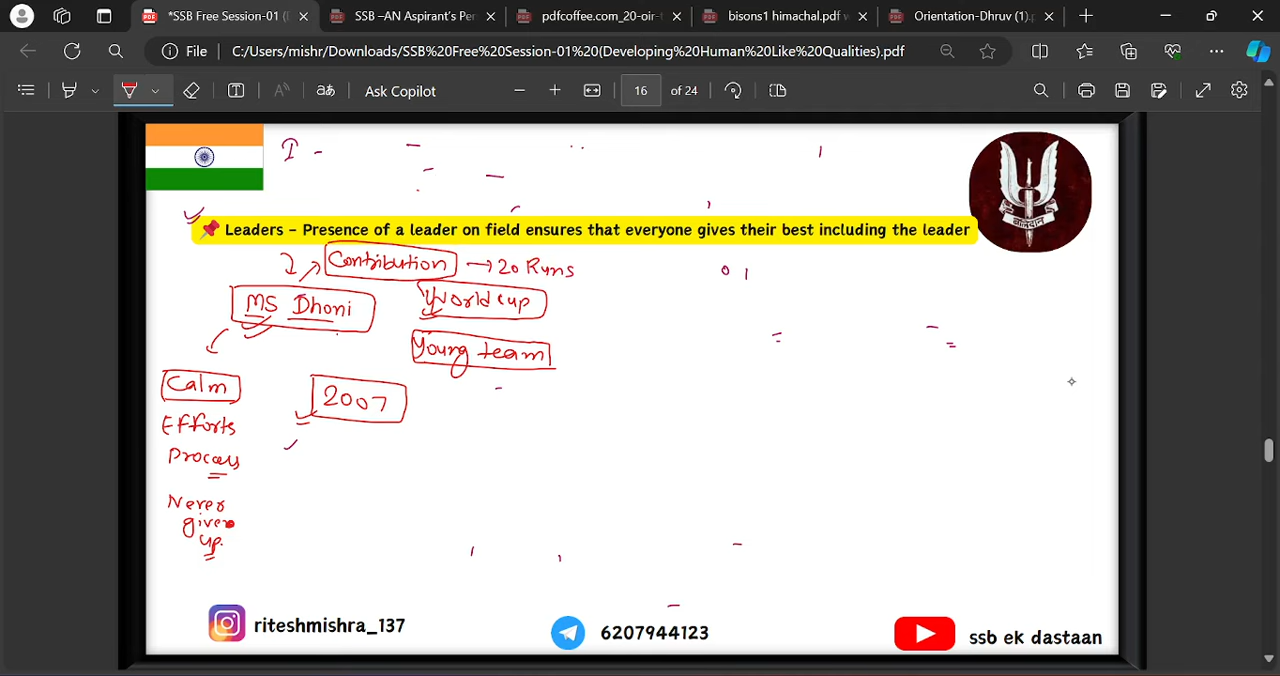 *SSB Free Session-01 (
SSB –AN Aspirant's Per
pdfcoffee.com_20-oir-t
bisons1 himachal.pdf
Orientation-Dhruv (1).p
File
C:/Users/mishr/Downloads/SSB%20Free%20Session-01%20(Developing%20Human%20Like%20Qualities).pdf
Ask Copilot
16 of 24
I -
बलिदान
Leaders - Presence of a leader on field ensures that everyone gives their best including the leader
Contribution → 20 Runs
MS Dhoni
World cup
Young team
Calm
2007
Efforts
Process
Never
give
up.
riteshmishra_137
6207944123
ssb ek dastaan